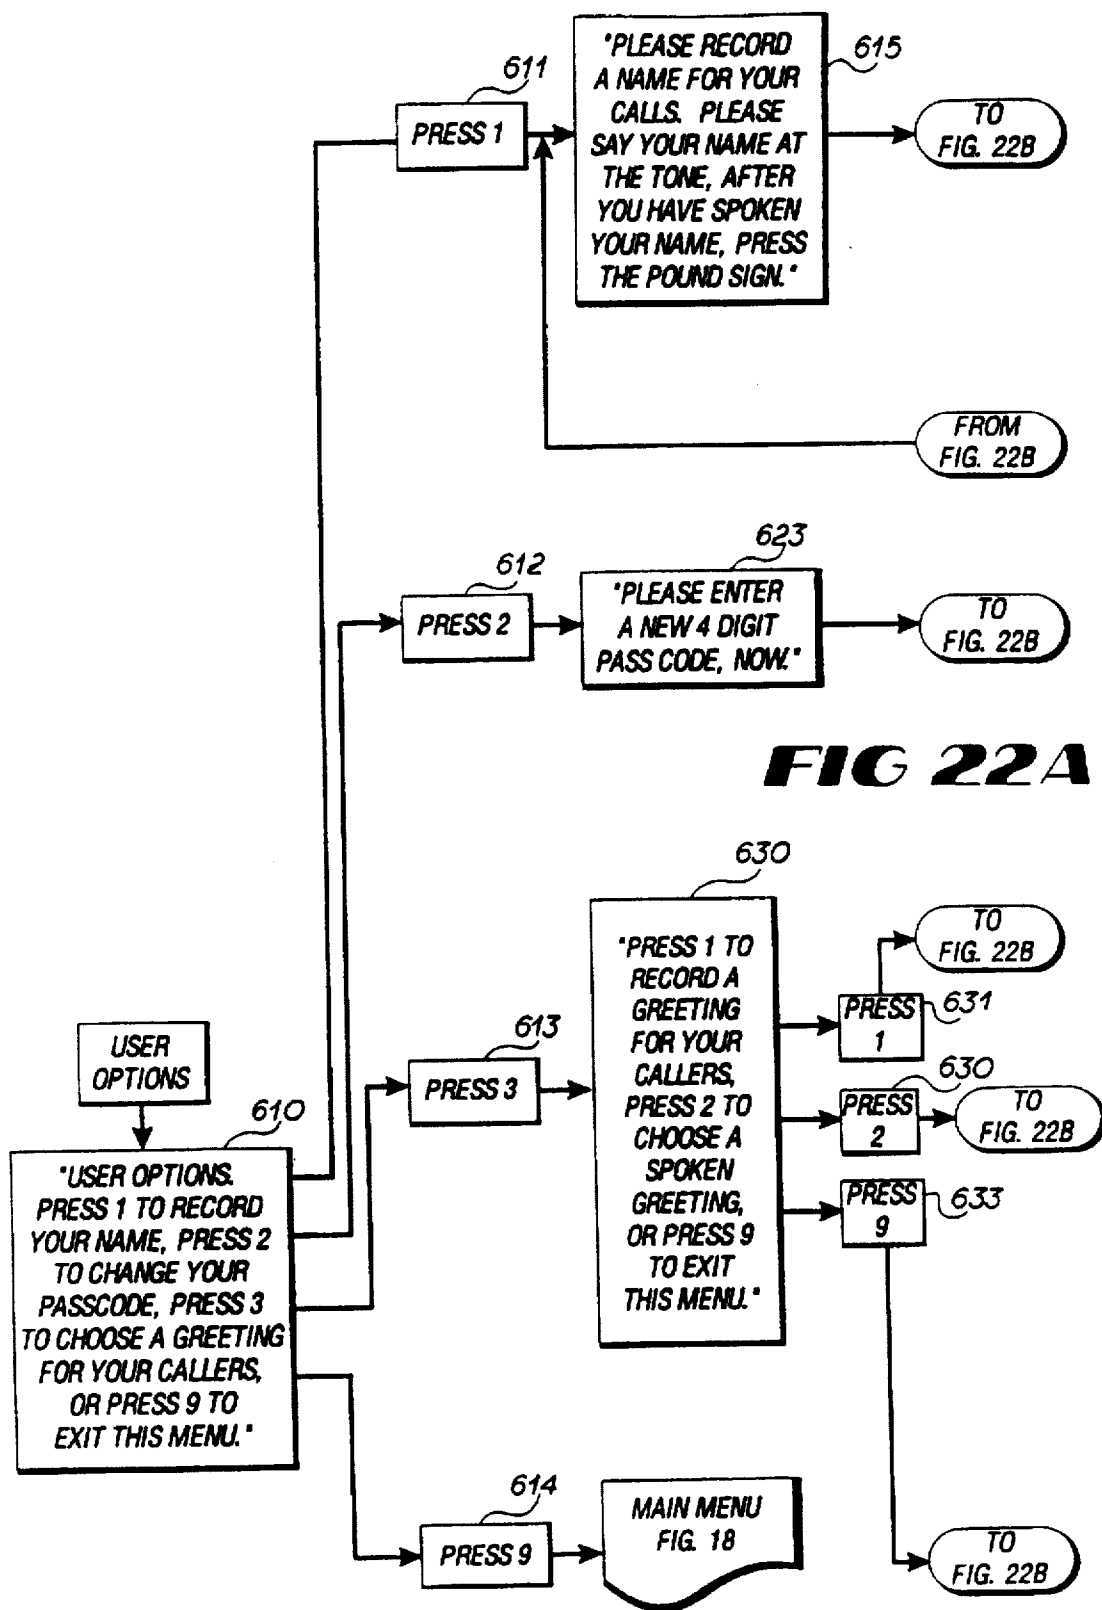 611
PRESS 1
"PLEASE RECORD
A NAME FOR YOUR
CALLS. PLEASE
SAY YOUR NAME AT
THE TONE, AFTER
YOU HAVE SPOKEN
YOUR NAME, PRESS
THE POUND SIGN."
615
TO
FIG. 22B
FROM
FIG. 22B
612
PRESS 2
623
"PLEASE ENTER
A NEW 4 DIGIT
PASS CODE, NOW."
TO
FIG. 22B
FIG 22A
630
"PRESS 1 TO
RECORD A
GREETING
FOR YOUR
CALLERS,
PRESS 2 TO
CHOOSE A
SPOKEN
GREETING,
OR PRESS 9
TO EXIT
THIS MENU."
TO
FIG. 22B
PRESS
1
631
613
PRESS 3
630
PRESS
2
TO
FIG. 22B
PRESS
9
633
USER
OPTIONS
610
"USER OPTIONS.
PRESS 1 TO RECORD
YOUR NAME, PRESS 2
TO CHANGE YOUR
PASSCODE, PRESS 3
TO CHOOSE A GREETING
FOR YOUR CALLERS,
OR PRESS 9 TO
EXIT THIS MENU."
614
PRESS 9
MAIN MENU
FIG. 18
TO
FIG. 22B